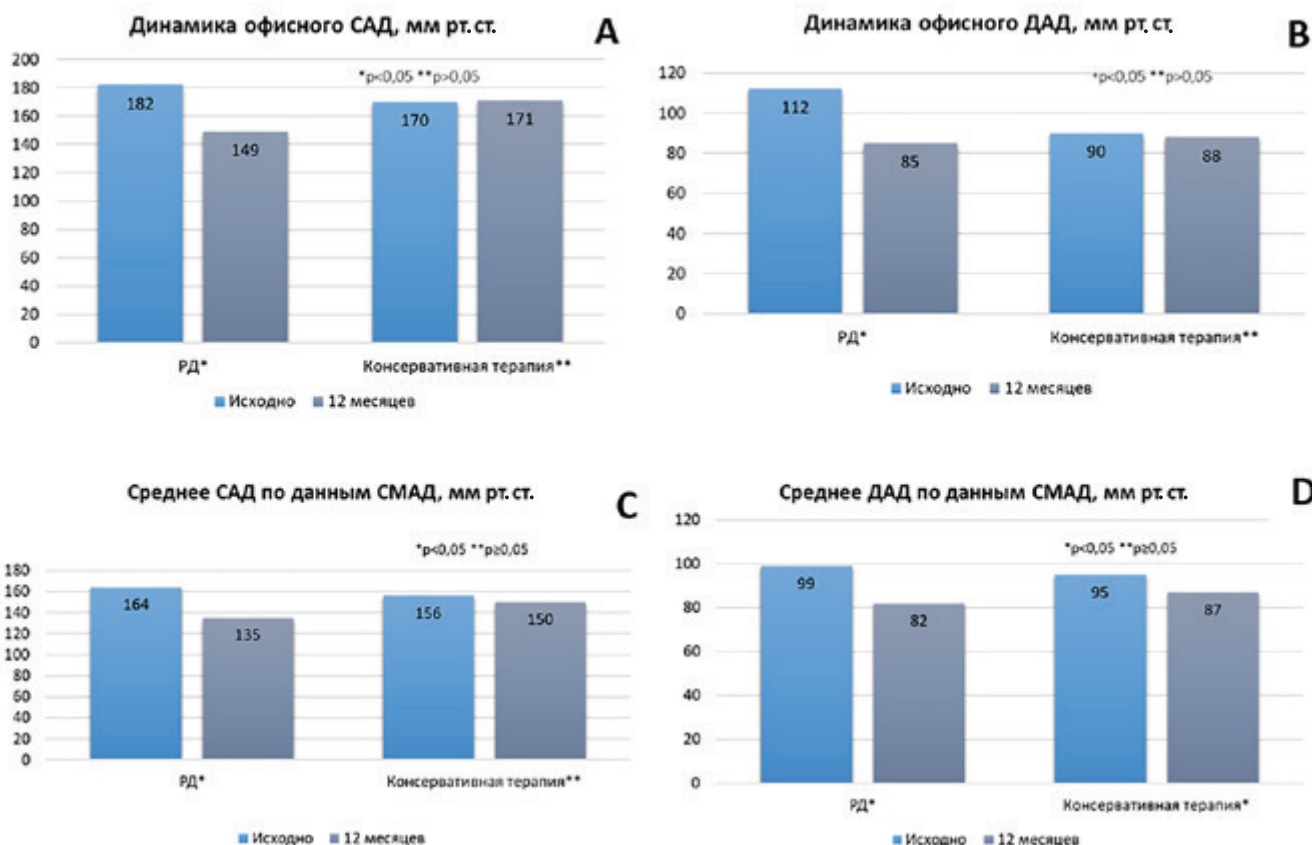 Динамика офисного САД, мм рт.ст.
A
200
180
160
140
120
100
80
60
40
20
0
*p<0,05 **p>0,05
182
149
170
171
РД*
Консервативная терапия**
Исходно 12 месяцев
Динамика офисного ДАД, мм рт.ст
B
120
100
80
60
40
20
0
*p<0,05 **p>0,05
112
85
90
88
РД*
Консервативная терапия**
Исходно 12 месяцев
Среднее САД по данным СМАД, мм рт.ст.
C
180
160
140
120
100
80
60
40
20
0
*p<0,05 **p≥0,05
164
135
156
150
РД*
Консервативная терапия**
Исходно 12 месяцев
Среднее ДАД по данным СМАД, мм рт.ст.
D
120
100
80
60
40
20
0
*p<0,05 **p≥0,05
99
82
95
87
РД*
Консервативная терапия*
Исходно 12 месяцев